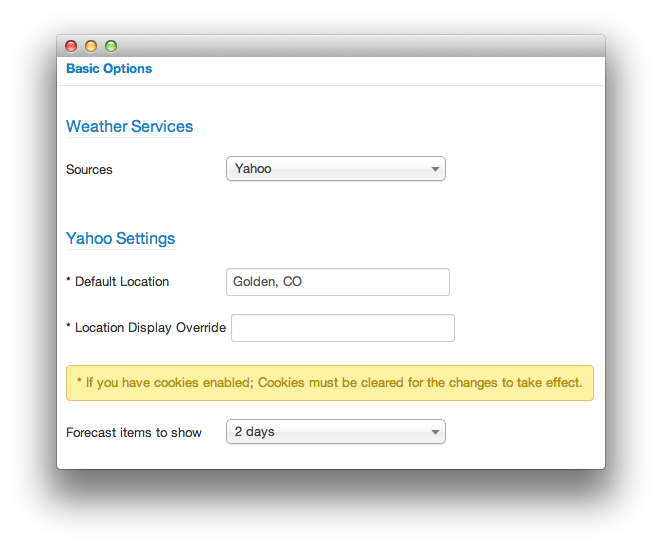 Basic Options
Weather Services
Sources Yahoo
Yahoo Settings
* Default Location Golden, CO
* Location Display Override
* If you have cookies enabled; Cookies must be cleared for the changes to take effect.
Forecast items to show 2 days